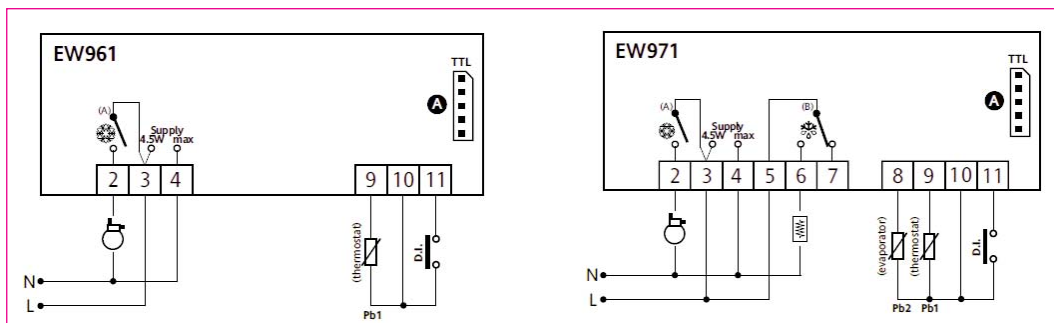 EW961
TTL
A
(A)
Supply
4.5W max
2 3 4
9 10 11
(thermostat)
D.I.
N
L
Pb1
EW971
TTL
A
(A)
(B)
Supply
4.5W max
2 3 4 5 6 7
8 9 10 11
(evaporator)
(thermostat)
D.I.
N
L
Pb2 Pb1